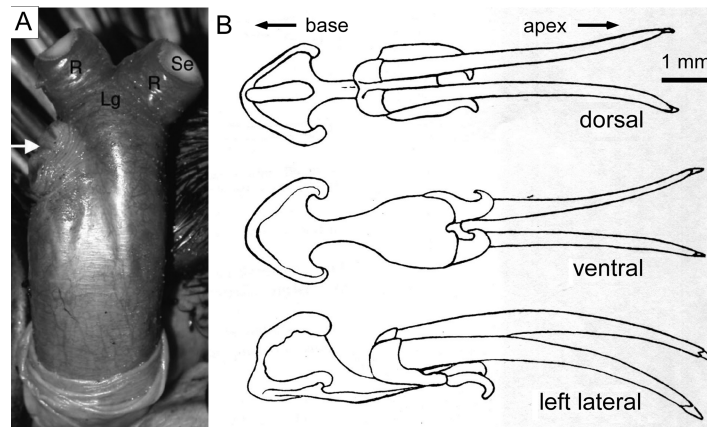 A
R
R
Se
Lg
B
base
apex
1 mm
dorsal
ventral
left lateral